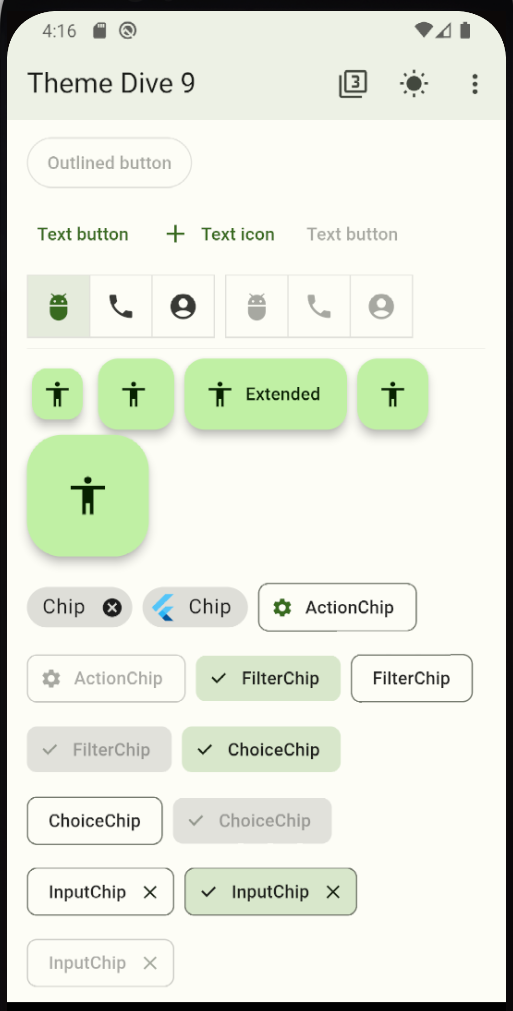 4:16
Theme Dive 9
3
Outlined button
Text button Text icon Text button
Extended
Chip Chip ActionChip
ActionChip FilterChip FilterChip
FilterChip ChoiceChip
ChoiceChip ChoiceChip
InputChip InputChip
InputChip